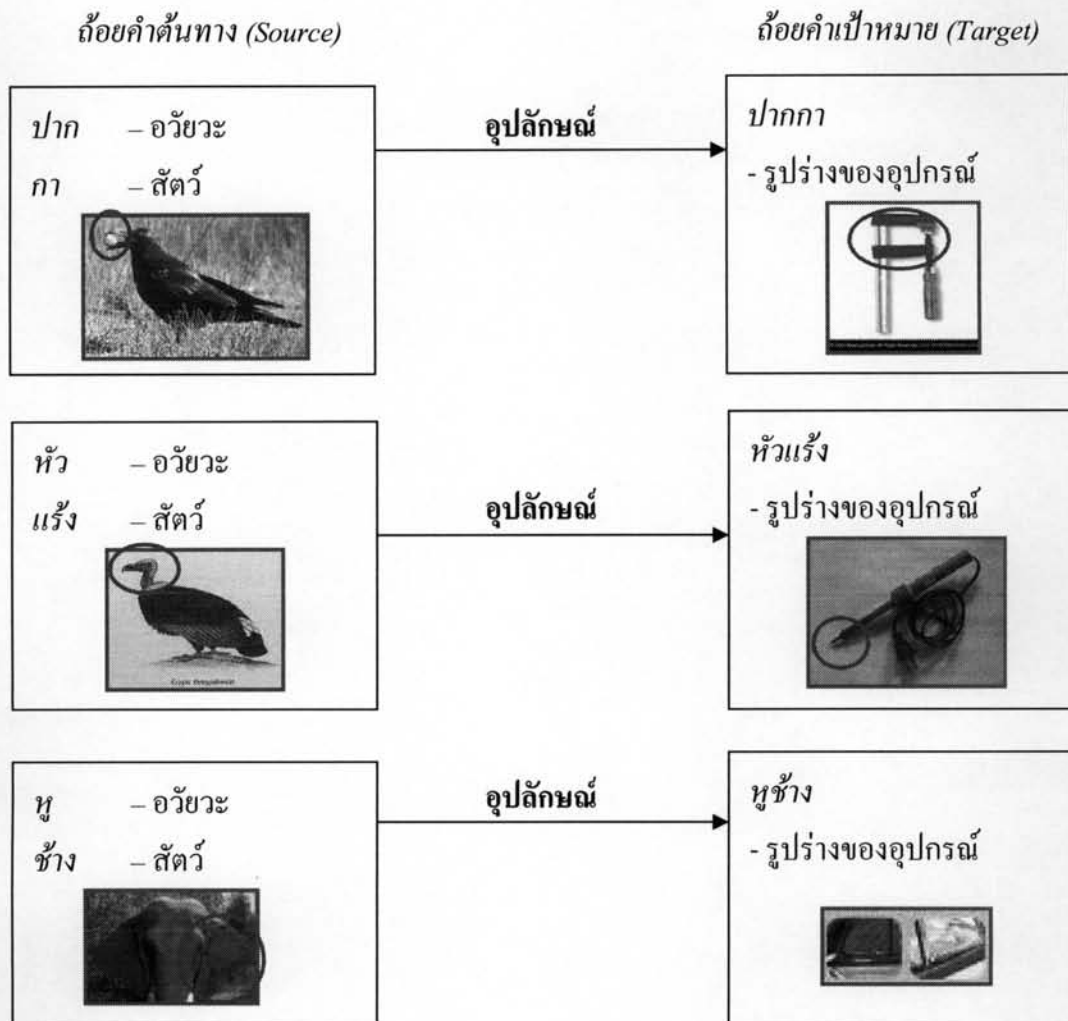 ถ้อยคำต้นทาง (Source)
ถ้อยคำเป้าหมาย (Target)
ปาก – อวัยวะ
กา – สัตว์
อุปลักษณ์
ปากกา
- รูปร่างของอุปกรณ์
หัว – อวัยวะ
แร้ง – สัตว์
อุปลักษณ์
หัวแร้ง
- รูปร่างของอุปกรณ์
หู – อวัยวะ
ช้าง – สัตว์
อุปลักษณ์
หูช้าง
- รูปร่างของอุปกรณ์